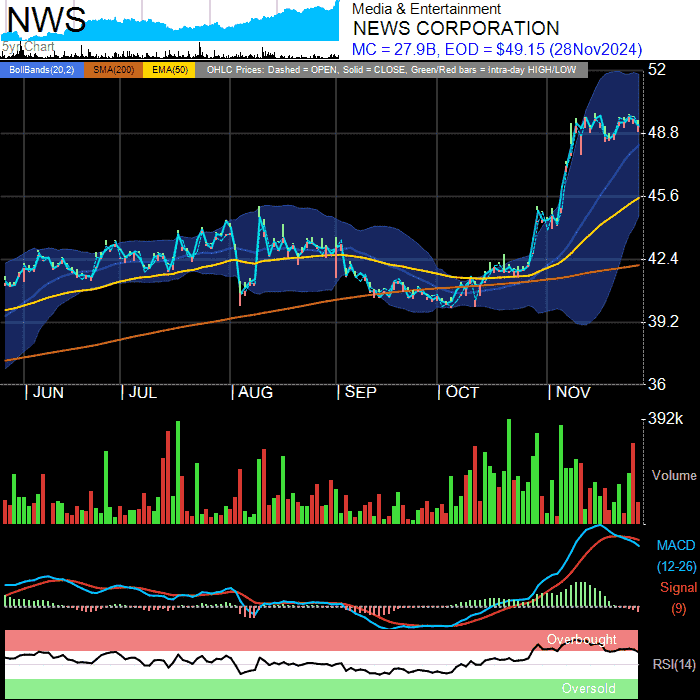 NWS
5yr Chart
Media & Entertainment
NEWS CORPORATION
MC = 27.9B, EOD = $49.15 (28Nov2024)
BollBands(20,2) SMA(200) EMA(50) OHLC Prices: Dashed = OPEN, Solid = CLOSE, Green/Red bars = Intra-day HIGH/LOW
52
48.8
45.6
42.4
39.2
36
JUN JUL AUG SEP OCT NOV
392k
Volume
MACD
(12-26)
Signal
(9)
Overbought
RSI(14)
Oversold